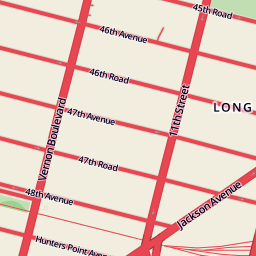 45th Road
46th Avenue
46th Road
LONG
11th Street
47th Avenue
Vernon Boulevard
47th Road
48th Avenue
Jackson Avenue
Hunters Point Aven